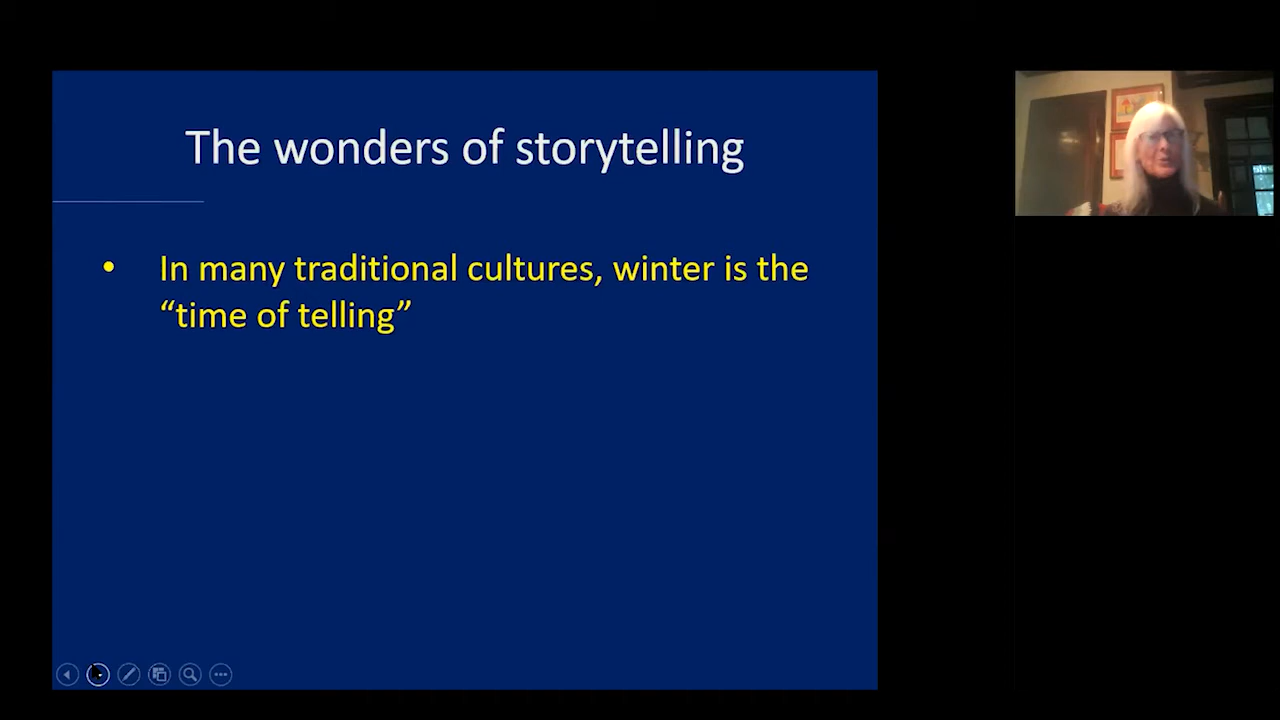 The wonders of storytelling
• In many traditional cultures, winter is the
“time of telling”